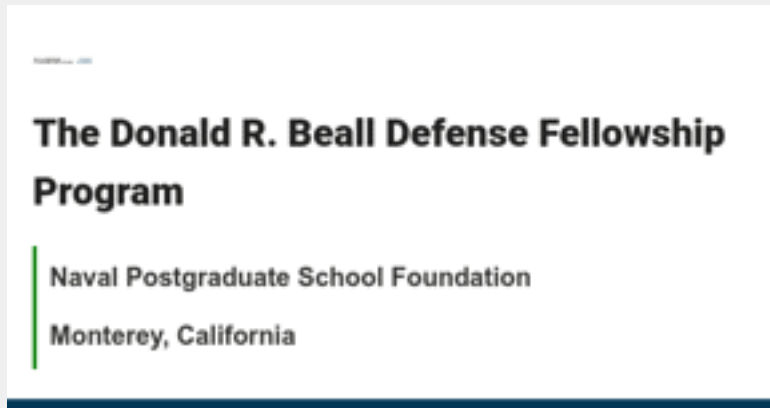 The Donald R. Beall Defense Fellowship
Program
Naval Postgraduate School Foundation
Monterey, California